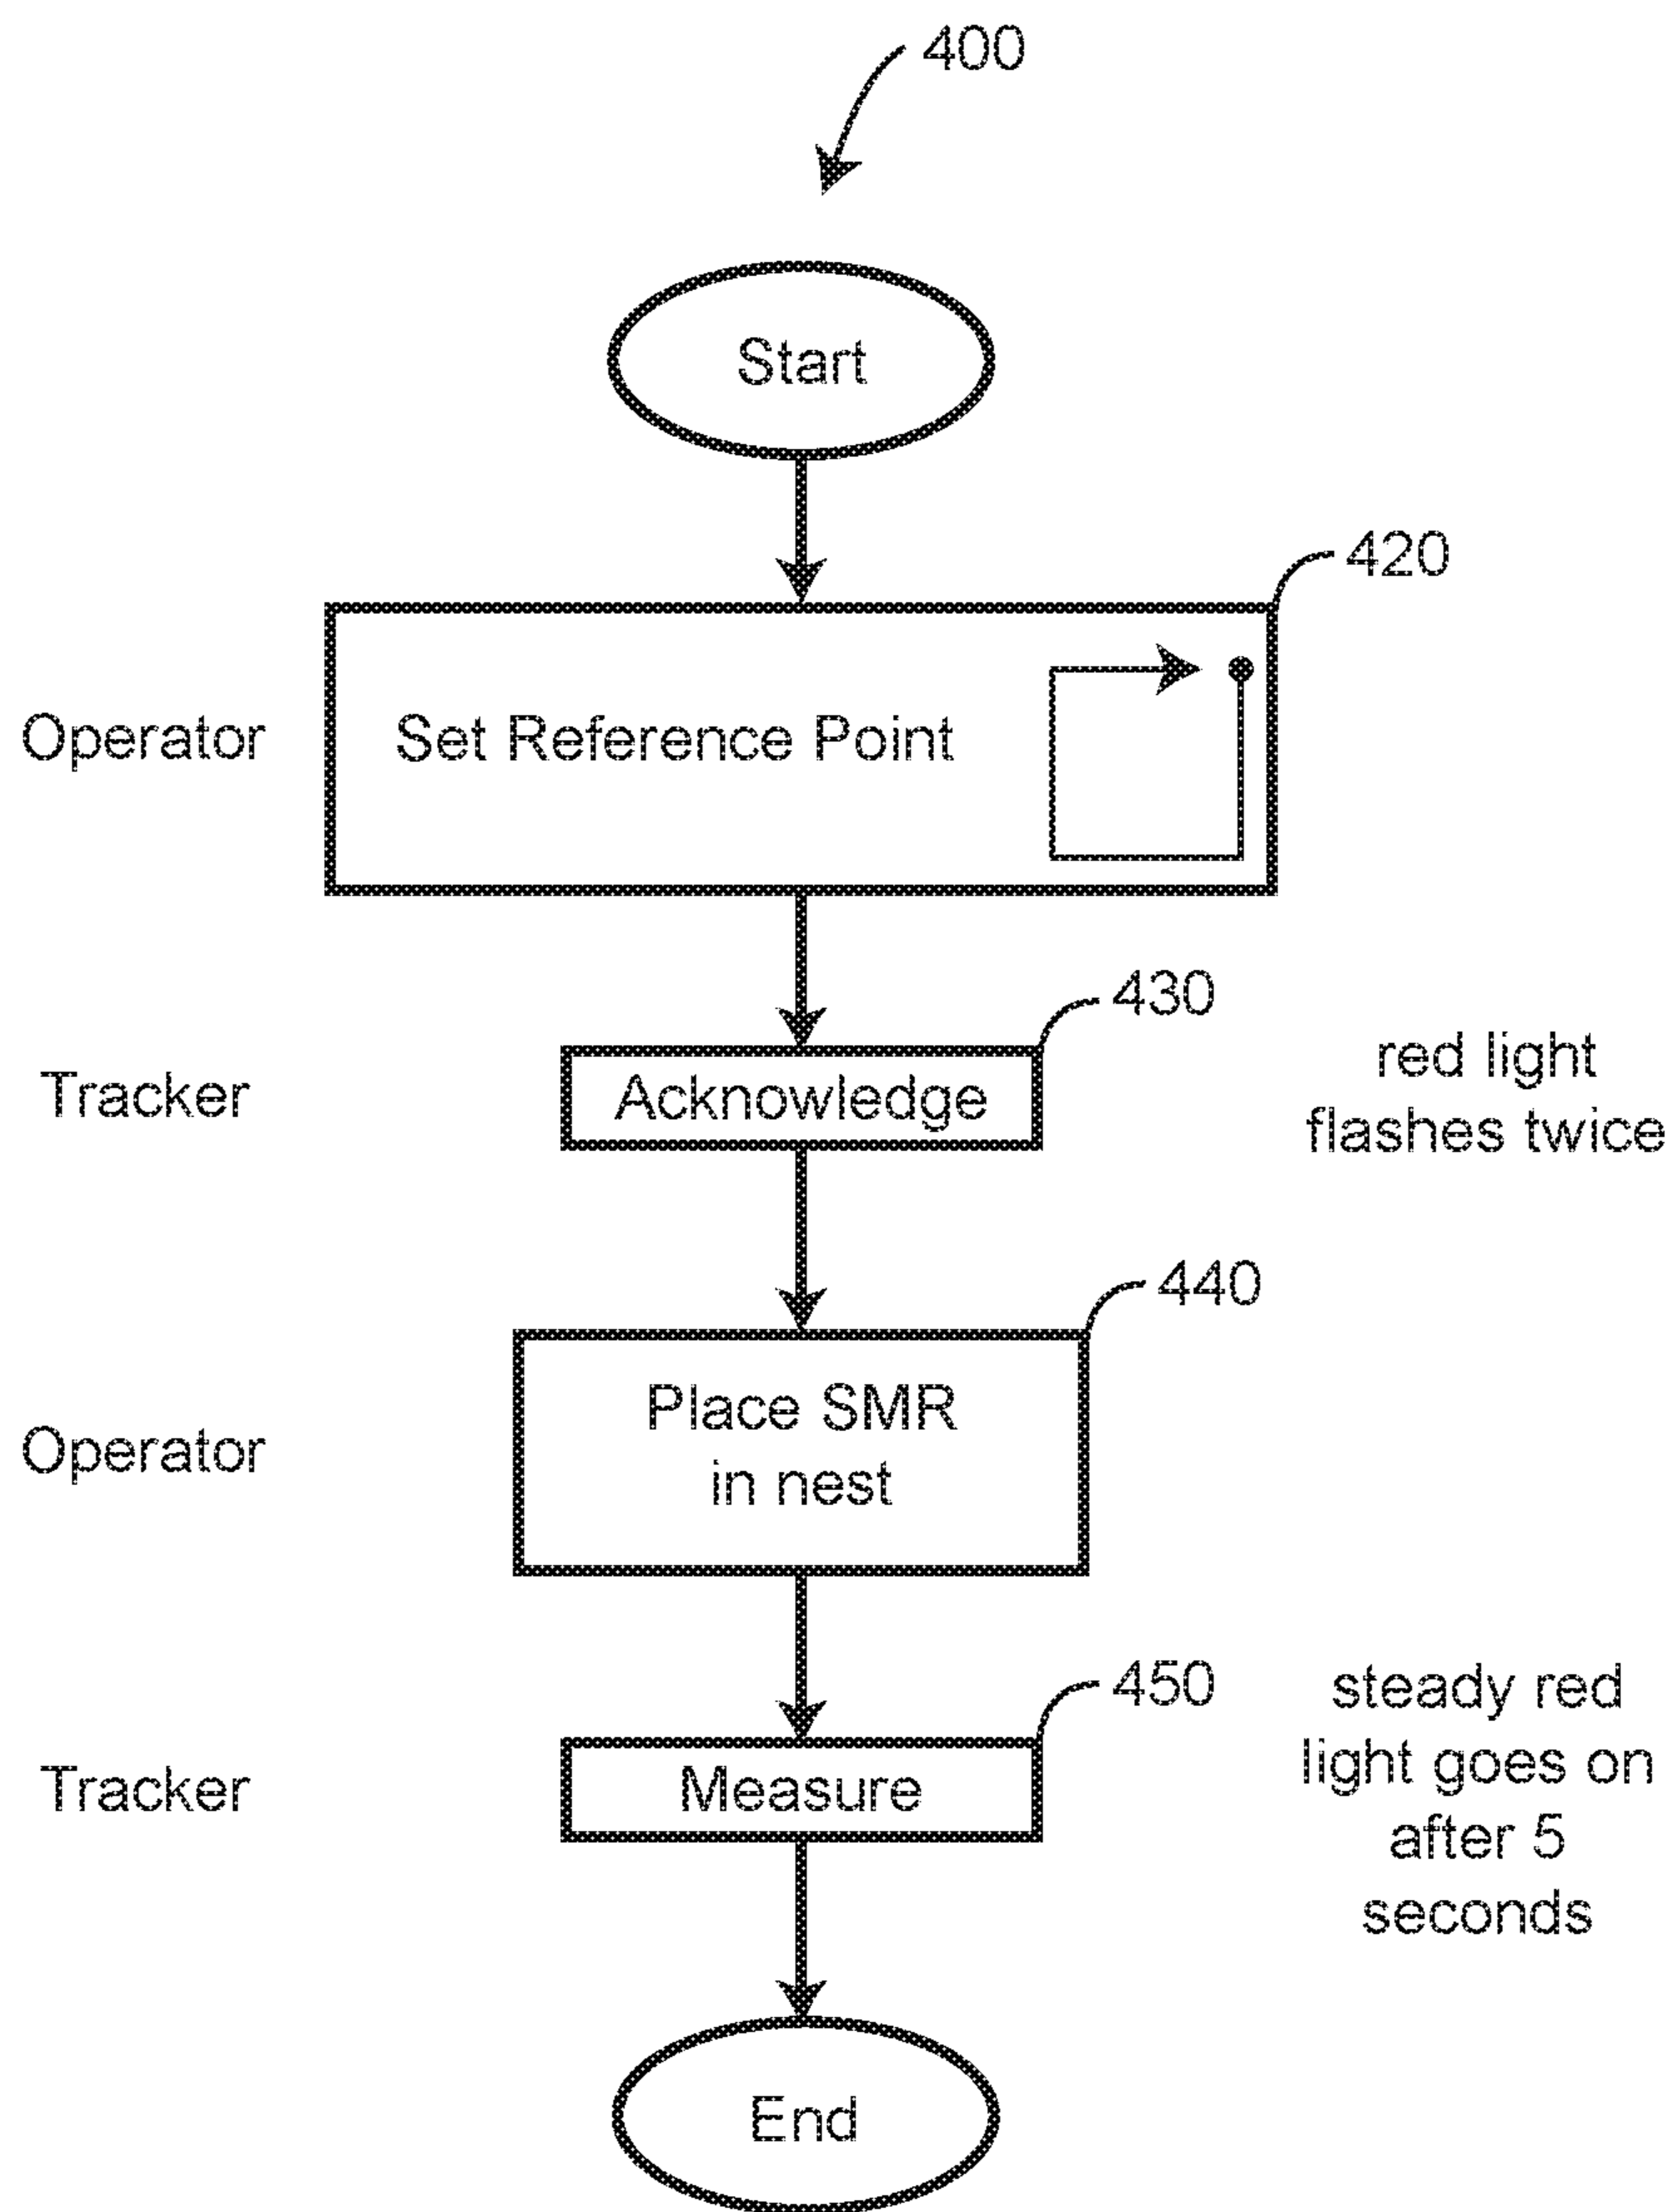 400
Start
420
Operator
Set Reference Point
430
Tracker
Acknowledge
red light
flashes twice
440
Operator
Place SMR
in nest
450
Tracker
Measure
steady red
light goes on
after 5
seconds
End